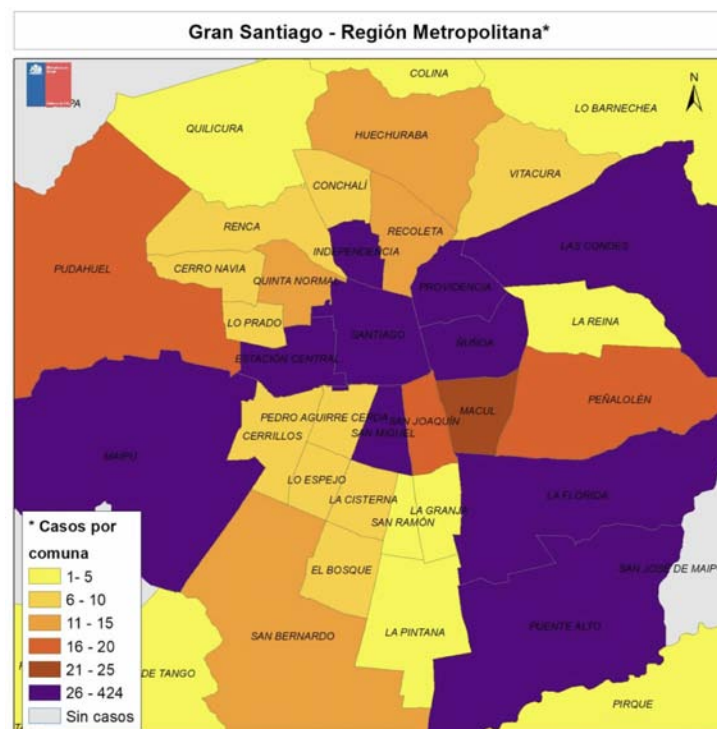 Gran Santiago - Región Metropolitana*
N
COLINA
LO BARNECHEA
QUILICURA
HUECHURABA
VITACURA
CONCHALÍ
RENCA
RECOLETA
INDEPENDENCIA
LAS CONDES
PUDAHUEL
CERRO NAVIA
QUINTA NORMAL
PROVIDENCIA
LO PRADO
SANTIAGO
LA REINA
ÑUÑOA
ESTACIÓN CENTRAL
PEÑALOLÉN
PEDRO AGUIRRE CERDA
SAN JOAQUÍN
MACUL
CERRILLOS
SAN MIGUEL
MAIPÚ
LO ESPEJO
LA CISTERNA
LA GRANJA
SAN RAMÓN
LA FLORIDA
EL BOSQUE
SAN JOSÉ DE MAIP
SAN BERNARDO
LA PINTANA
PUENTE ALTO
DE TANGO
PIRQUE
* Casos por
comuna
1- 5
6 - 10
11 - 15
16 - 20
21 - 25
26 - 424
Sin casos